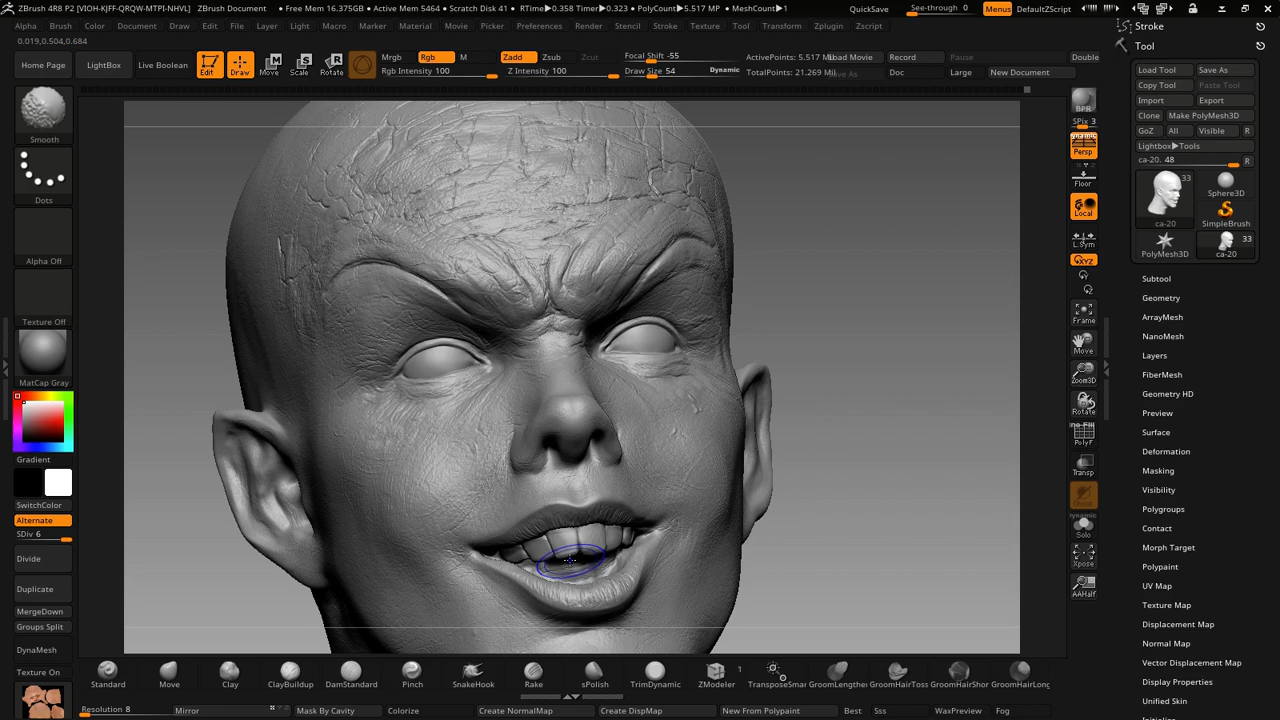 ZBrush 4R8 P2 [VIOH-KJFF-QRQW-MTPI-NHVL] ZBrush Document • Free Mem 16.375GB • Active Mem 5464 • Scratch Disk 41 • RTime▶0.358 Timer▶0.323 • PolyCount▶5.517 MP • MeshCount▶1 QuickSave See-through 0 Menus DefaultZScript
Alpha Brush Color Document Draw Edit File Layer Light Macro Marker Material Movie Picker Preferences Render Stencil Stroke Texture Tool Transform Zplugin Zscript
0.019,0.504,0.684
Home Page LightBox Live Boolean Edit Draw Move Scale Rotate
Mrgb Rgb M Zadd Zsub Zcut
Rgb Intensity 100 Z Intensity 100
Focal Shift -55
Draw Size 54 Dynamic
ActivePoints: 5.517 Mil
TotalPoints: 21.269 Mil
Load Movie Record Pause Double
Save As Doc Large New Document
Smooth
Dots
Alpha Off
Texture Off
MatCap Gray
Gradient
SwitchColor
Alternate
SDiv 6
Divide
Duplicate
MergeDown
Groups Split
DynaMesh
Texture On
BPR
SPix 3
Dynamic
Persp
Floor
Local
L.Sym
XYZ
Frame
Move
Zoom3D
Rotate
Line Fill
PolyF
Transp
Ghost
Dynamic
Solo
Xpose
AAHalf
Stroke
Tool
Load Tool Save As
Copy Tool Paste Tool
Import Export
Clone Make PolyMesh3D
GoZ All Visible R
Lightbox▶Tools
ca-20. 48 R
33
ca-20
Sphere3D
SimpleBrush
PolyMesh3D
33
ca-20
Subtool
Geometry
ArrayMesh
NanoMesh
Layers
FiberMesh
Geometry HD
Preview
Surface
Deformation
Masking
Visibility
Polygroups
Contact
Morph Target
Polypaint
UV Map
Texture Map
Displacement Map
Normal Map
Vector Displacement Map
Display Properties
Unified Skin
Standard Move Clay ClayBuildup DamStandard Pinch SnakeHook Rake sPolish TrimDynamic ZModeler 1 TransposeSmar GroomLengthen GroomHairToss GroomHairShor GroomHairLong
Resolution 8 Mirror Mask By Cavity Colorize Create NormalMap Create DispMap New From Polypaint Best Sss WaxPreview Fog